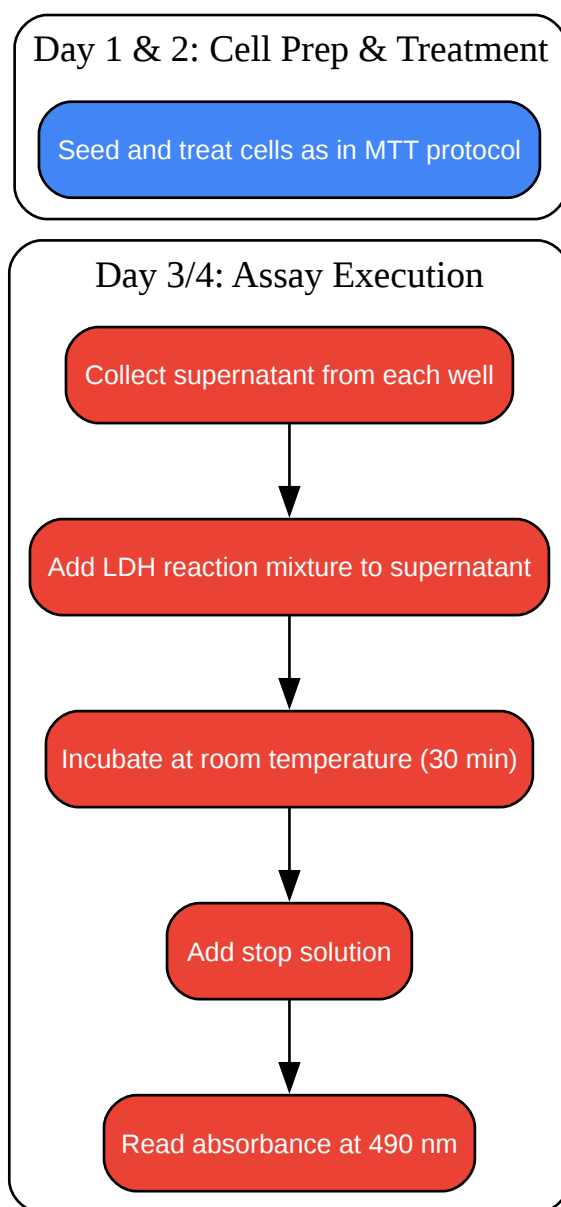 Day 1 & 2: Cell Prep & Treatment
Seed and treat cells as in MTT protocol
Day 3/4: Assay Execution
Collect supernatant from each well
Add LDH reaction mixture to supernatant
Incubate at room temperature (30 min)
Add stop solution
Read absorbance at 490 nm